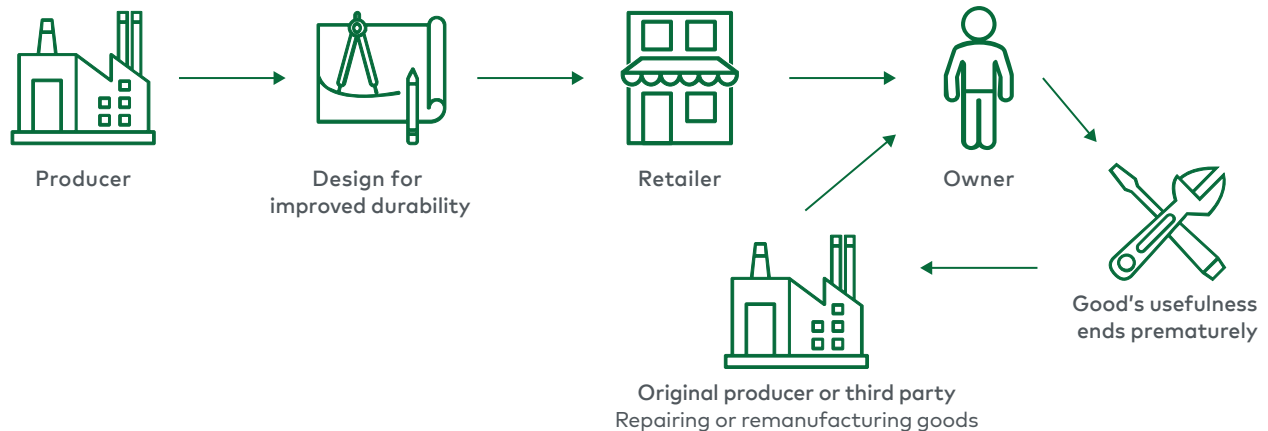 Producer
Design for
improved durability
Retailer
Owner
Good's usefulness
ends prematurely
Original producer or third party
Repairing or remanufacturing goods